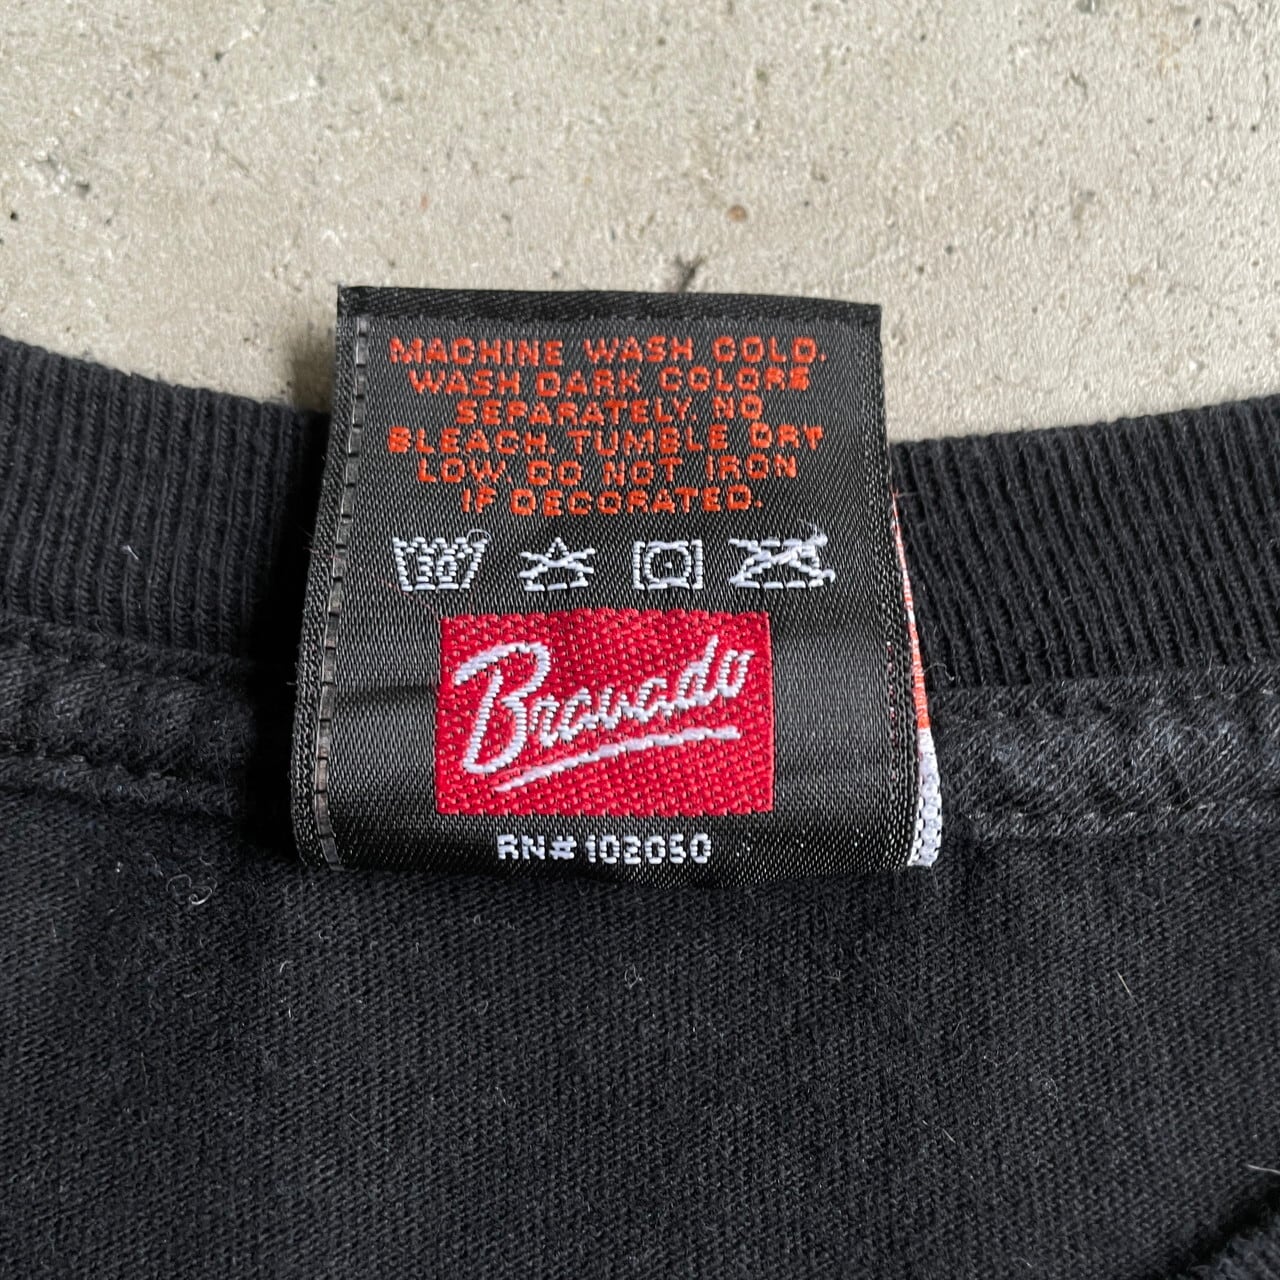 MACHINE WASH COLD.
WASH DARK COLORS
SEPARATELY. NO
BLEACH. TUMBLE DRY
LOW. DO NOT IRON
IF DECORATED.
30
Bravado
RN#102050